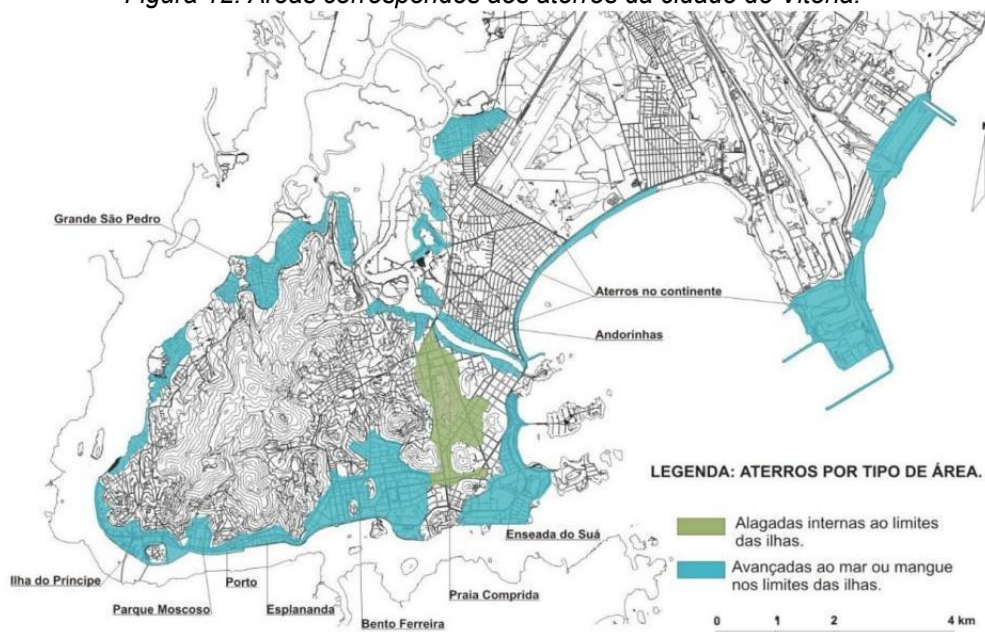 Figura 12: Áreas correspondos aos aterros da cidade de Vitória.
Grande São Pedro
Aterros no continente
Andorinhas
LEGENDA: ATERROS POR TIPO DE ÁREA.
Alagadas internas ao limites
das ilhas.
Avançadas ao mar ou mangue
nos limites das ilhas.
Enseada do Suá
Praia Comprida
Ilha do Príncipe
Porto
Parque Moscoso
Esplananda
Bento Ferreira
0 1 2 4 km